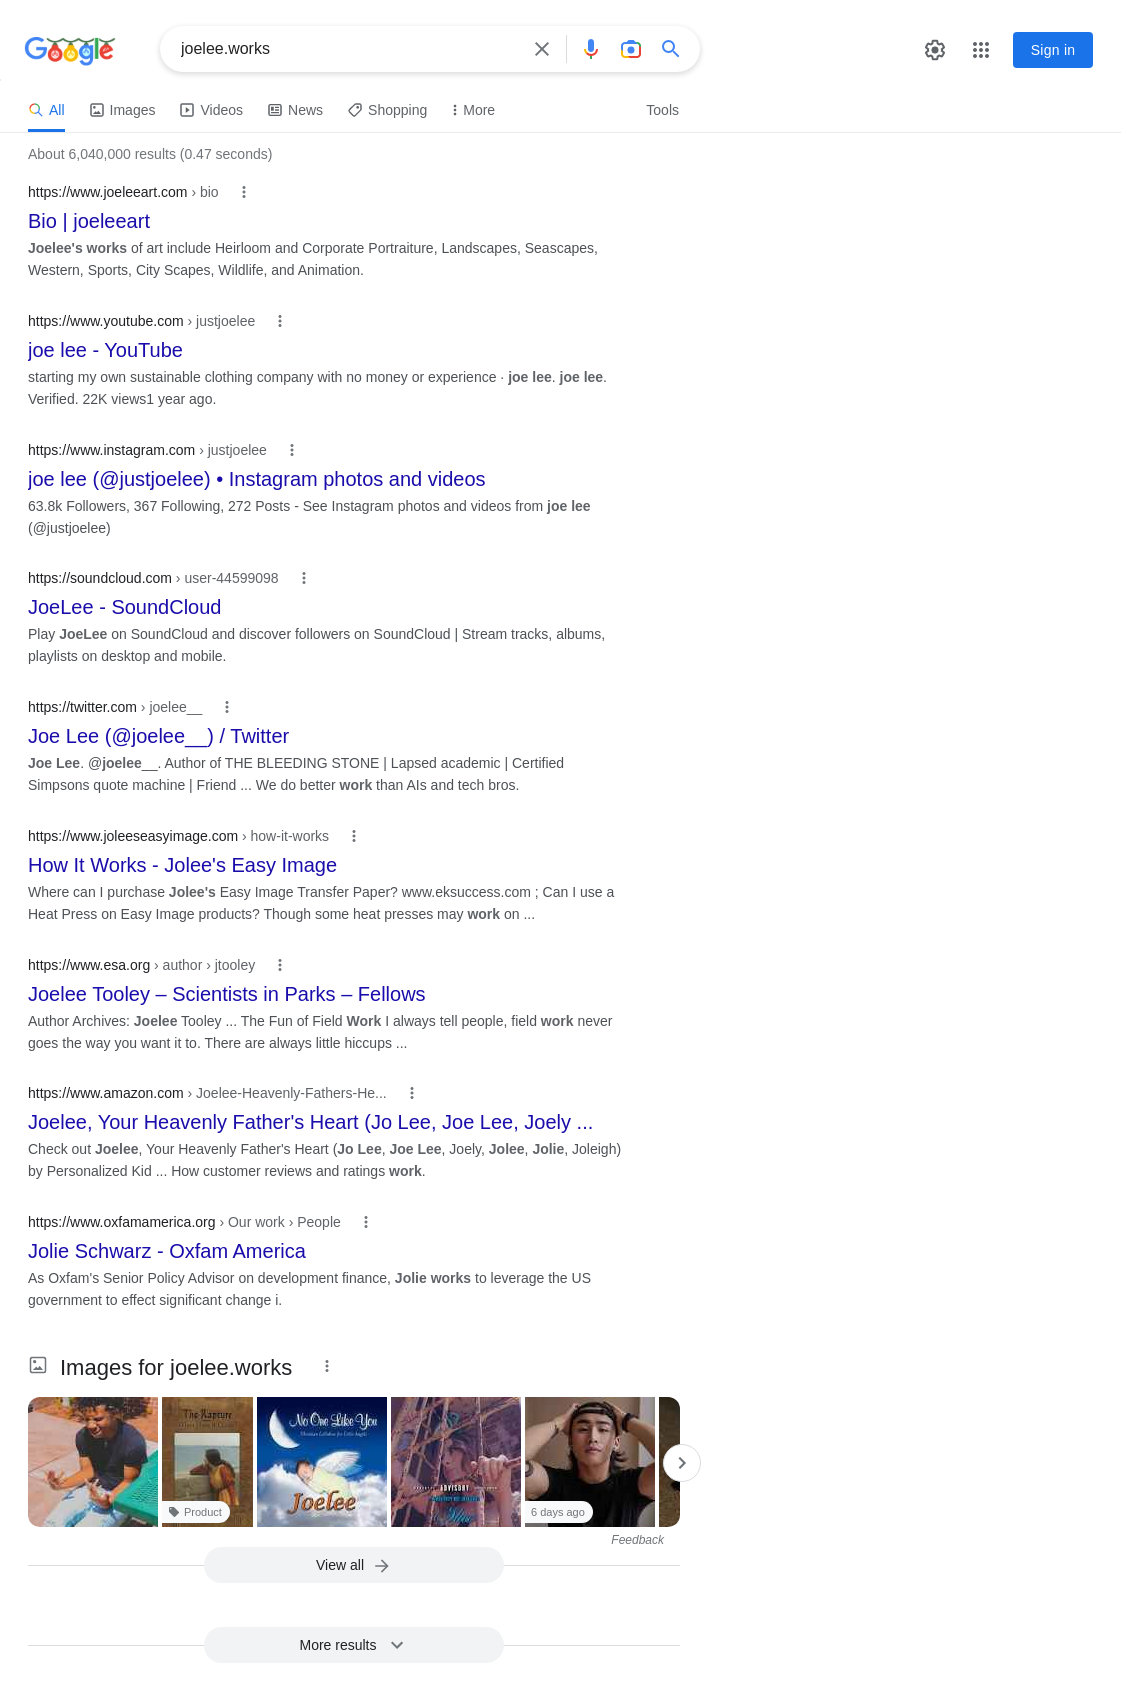 Google
joelee.works
Sign in
All Images Videos News Shopping More Tools
About 6,040,000 results (0.47 seconds)
https://www.joeleeart.com › bio
Bio | joeleeart
Joelee's works of art include Heirloom and Corporate Portraiture, Landscapes, Seascapes,
Western, Sports, City Scapes, Wildlife, and Animation.
https://www.youtube.com › justjoelee
joe lee - YouTube
starting my own sustainable clothing company with no money or experience · joe lee. joe lee.
Verified. 22K views1 year ago.
https://www.instagram.com › justjoelee
joe lee (@justjoelee) • Instagram photos and videos
63.8k Followers, 367 Following, 272 Posts - See Instagram photos and videos from joe lee
(@justjoelee)
https://soundcloud.com › user-44599098
JoeLee - SoundCloud
Play JoeLee on SoundCloud and discover followers on SoundCloud | Stream tracks, albums,
playlists on desktop and mobile.
https://twitter.com › joelee__
Joe Lee (@joelee__) / Twitter
Joe Lee. @joelee__. Author of THE BLEEDING STONE | Lapsed academic | Certified
Simpsons quote machine | Friend ... We do better work than AIs and tech bros.
https://www.joleeseasyimage.com › how-it-works
How It Works - Jolee's Easy Image
Where can I purchase Jolee's Easy Image Transfer Paper? www.eksuccess.com ; Can I use a
Heat Press on Easy Image products? Though some heat presses may work on ...
https://www.esa.org › author › jtooley
Joelee Tooley – Scientists in Parks – Fellows
Author Archives: Joelee Tooley ... The Fun of Field Work I always tell people, field work never
goes the way you want it to. There are always little hiccups ...
https://www.amazon.com › Joelee-Heavenly-Fathers-He...
Joelee, Your Heavenly Father's Heart (Jo Lee, Joe Lee, Joely ...
Check out Joelee, Your Heavenly Father's Heart (Jo Lee, Joe Lee, Joely, Jolee, Jolie, Joleigh)
by Personalized Kid ... How customer reviews and ratings work.
https://www.oxfamamerica.org › Our work › People
Jolie Schwarz - Oxfam America
As Oxfam's Senior Policy Advisor on development finance, Jolie works to leverage the US
government to effect significant change i.
Images for joelee.works
The Rapture
No One Like You
Christian Lullabies for Little Angels
Joelee
ADVISORY
Product
6 days ago
Feedback
View all
More results